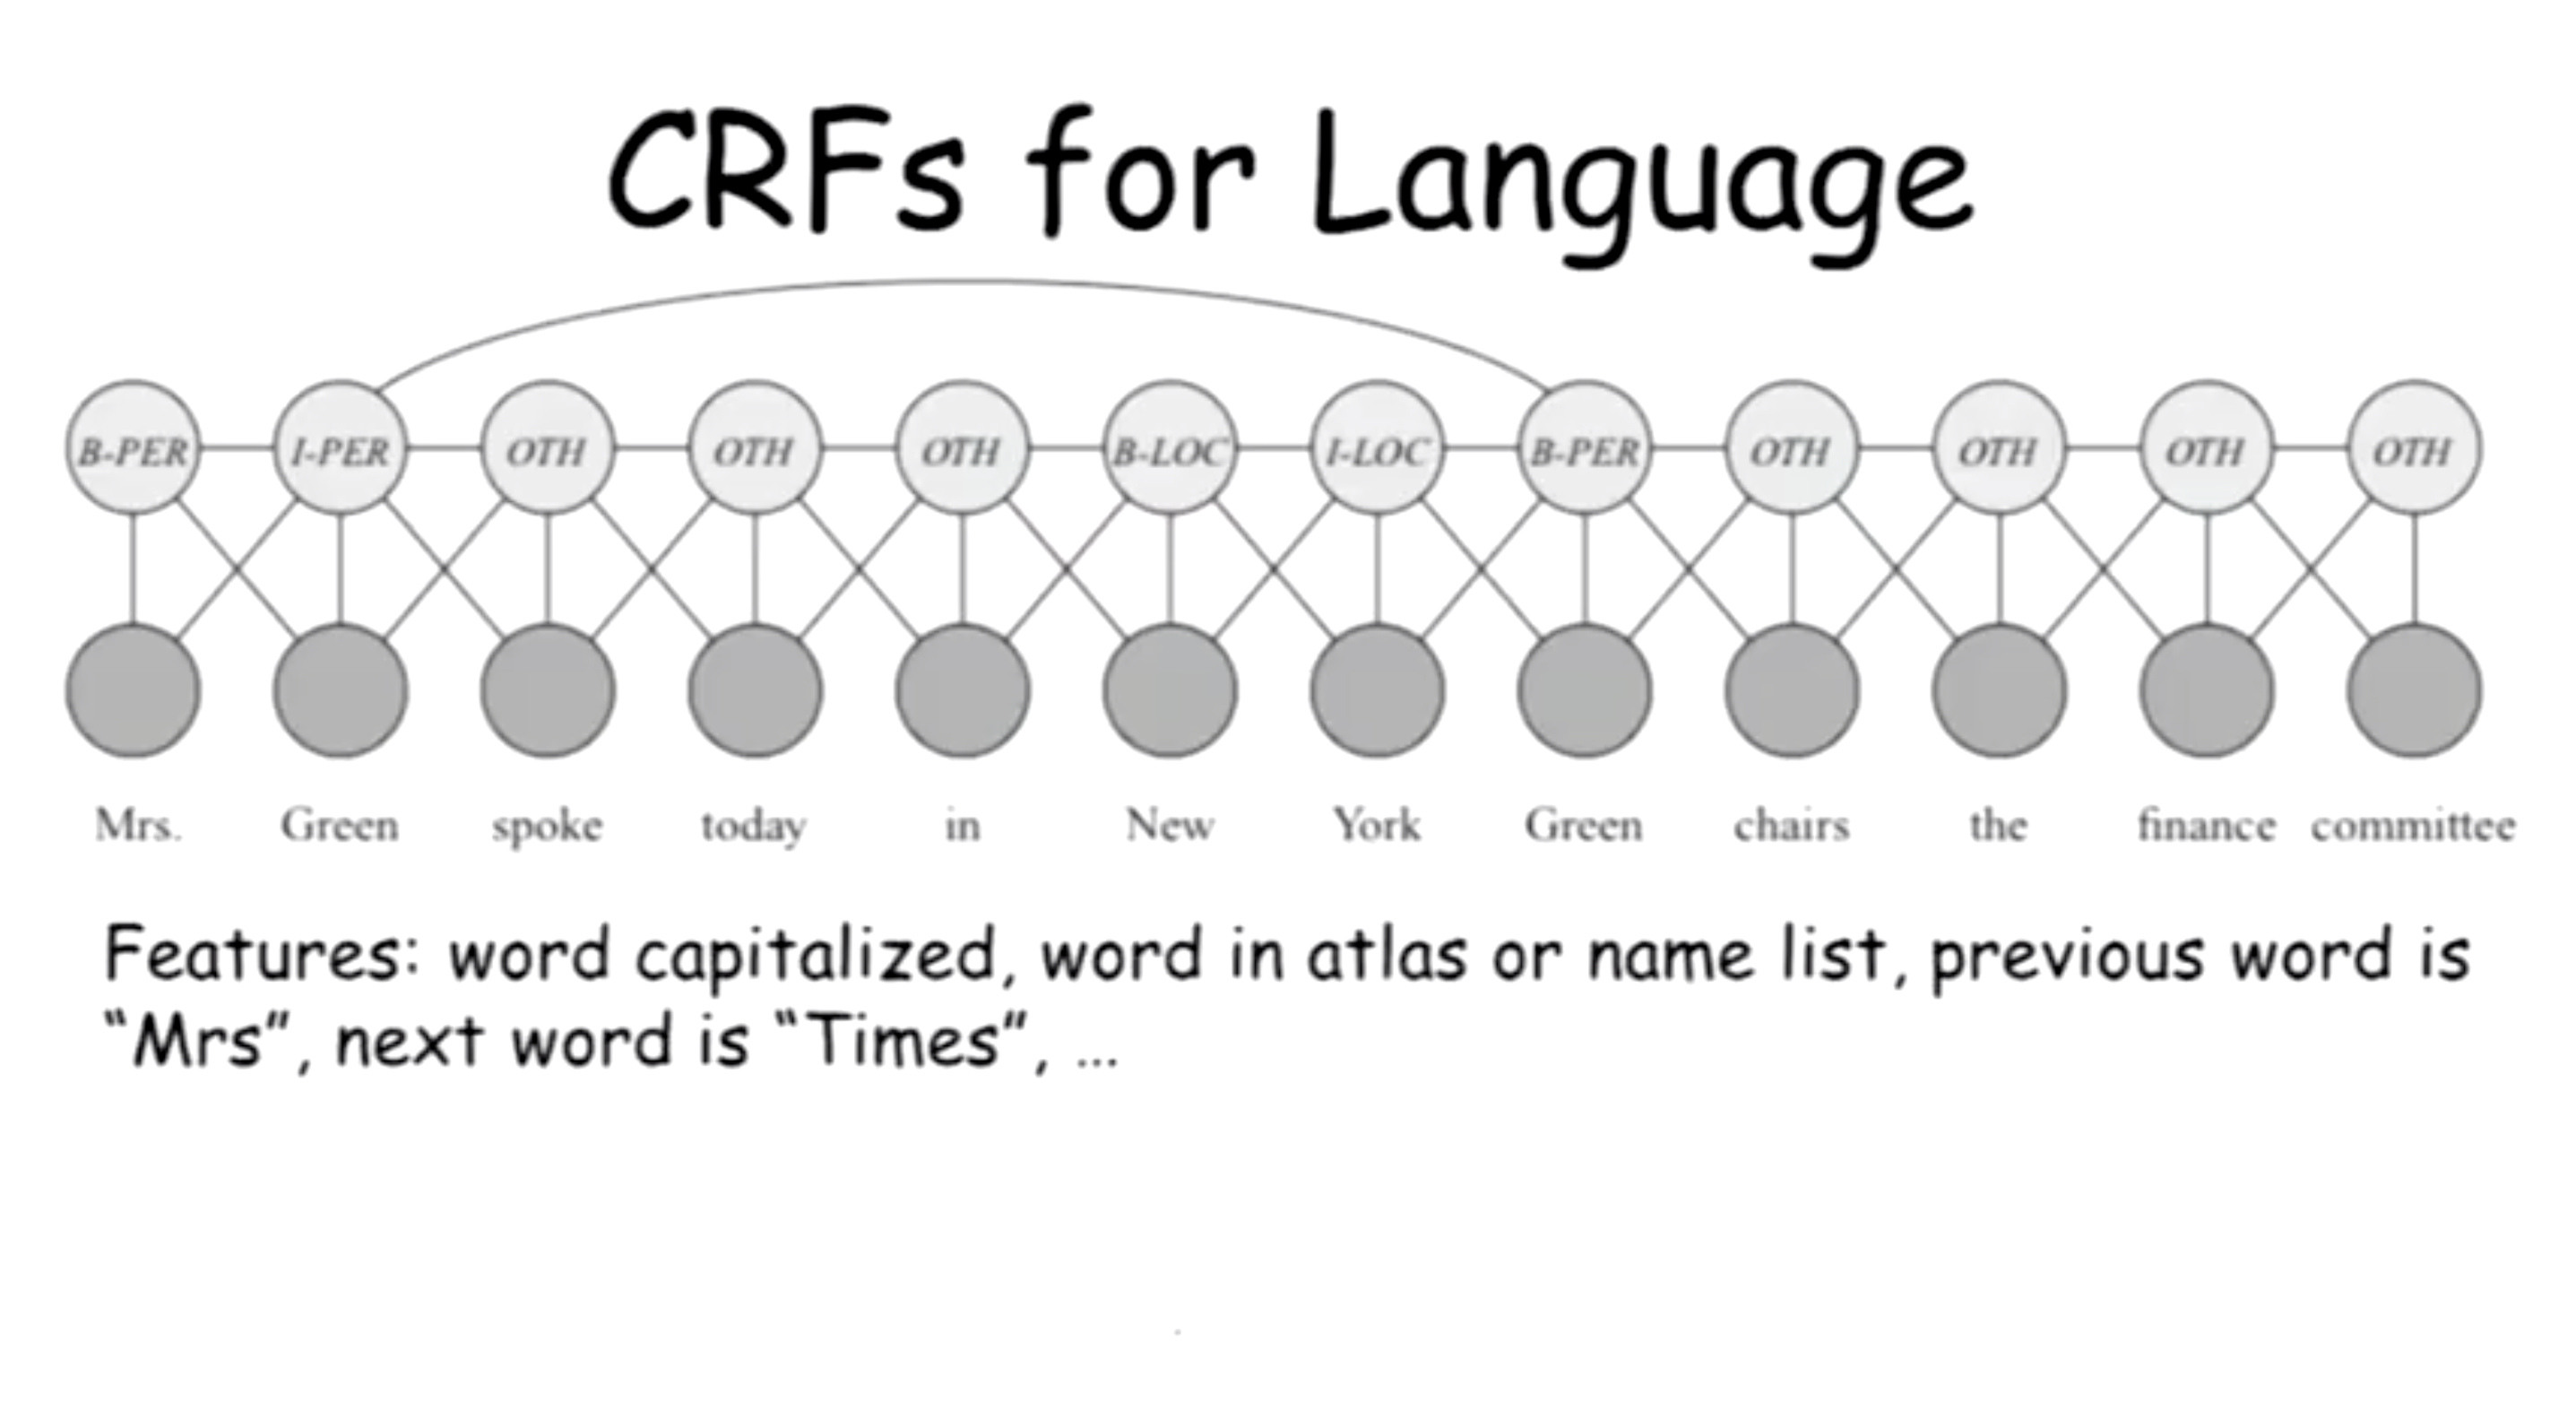 CRFs for Language
B-PER I-PER OTH OTH OTH B-LOC I-LOC B-PER OTH OTH OTH OTH
Mrs. Green spoke today in New York Green chairs the finance committee
Features: word capitalized, word in atlas or name list, previous word is
“Mrs”, next word is “Times”, ...